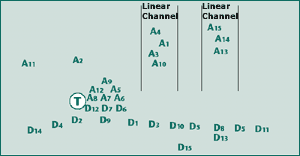 Linear Channel
Linear Channel
A4
A15
A1
A14
A3
A13
A11
A2
A10
A9
A12 A5
T
A8 A7 A6
D12 D7 D6
D14
D4
D2
D9
D1
D3
D10
D5
D8
D5
D11
D13
D15